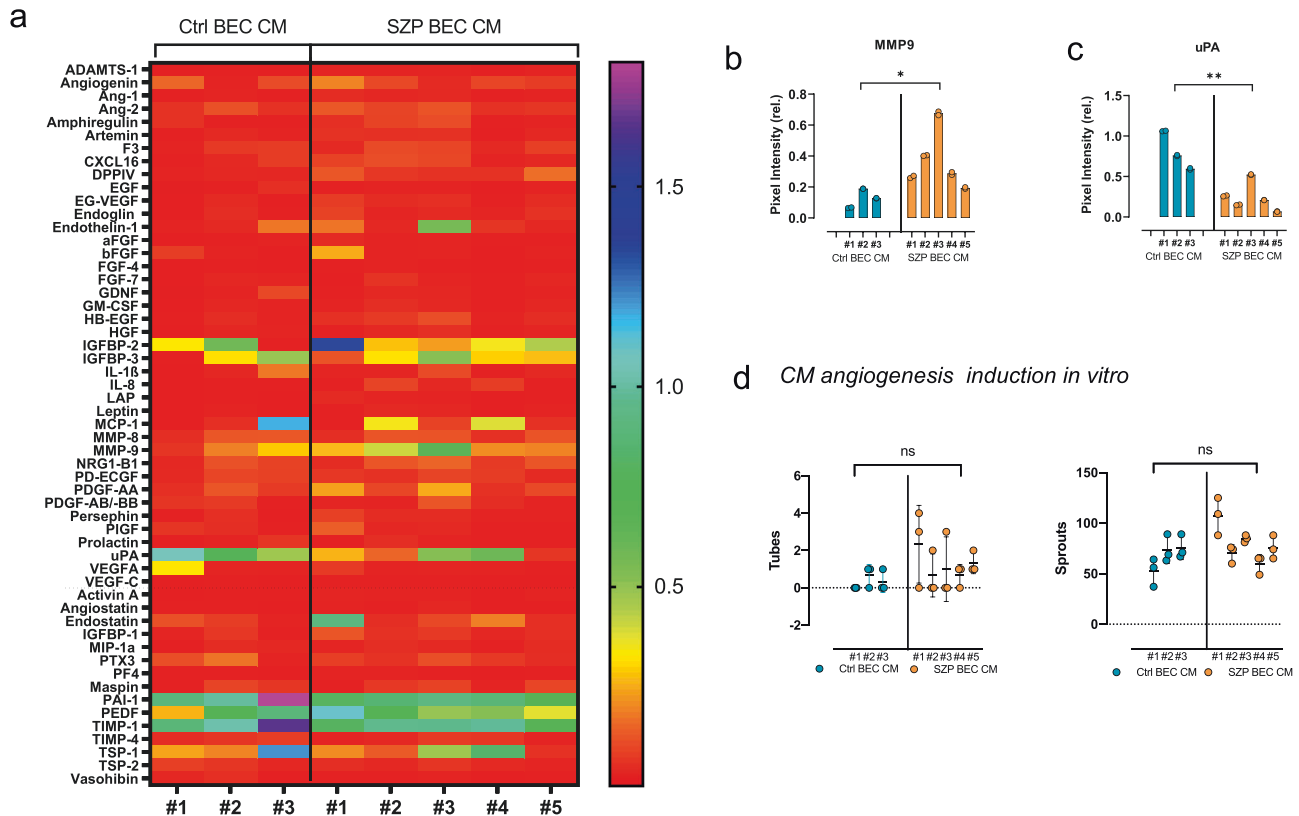 a
Ctrl BEC CM
SZP BEC CM
ADAMTS-1
Angiogenin
Ang-1
Ang-2
Amphiregulin
Artemin
F3
CXCL16
DPPIV
EGF
EG-VEGF
Endoglin
Endothelin-1
aFGF
bFGF
FGF-4
FGF-7
GDNF
GM-CSF
HB-EGF
HGF
IGFBP-2
IGFBP-3
IL-1ß
IL-8
LAP
Leptin
MCP-1
MMP-8
MMP-9
NRG1-B1
PD-ECGF
PDGF-AA
PDGF-AB/-BB
Persephin
PIGF
Prolactin
uPA
VEGFA
VEGF-C
Activin A
Angiostatin
Endostatin
IGFBP-1
MIP-1a
PTX3
PF4
Maspin
PAI-1
PEDF
TIMP-1
TIMP-4
TSP-1
TSP-2
Vasohibin
#1 #2 #3 #1 #2 #3 #4 #5
1.5
1.0
0.5
b
MMP9
*
Pixel Intensity (rel.)
0.8
0.6
0.4
0.2
0.0
#1 #2 #3 #1 #2 #3 #4 #5
Ctrl BEC CM SZP BEC CM
c
uPA
**
Pixel Intensity (rel.)
1.5
1.0
0.5
0.0
#1 #2 #3 #1 #2 #3 #4 #5
Ctrl BEC CM SZP BEC CM
d CM angiogenesis induction in vitro
ns
Tubes
6
4
2
0
-2
#1 #2 #3 #1 #2 #3 #4 #5
Ctrl BEC CM SZP BEC CM
ns
Sprouts
150
100
50
0
#1 #2 #3 #1 #2 #3 #4 #5
Ctrl BEC CM SZP BEC CM